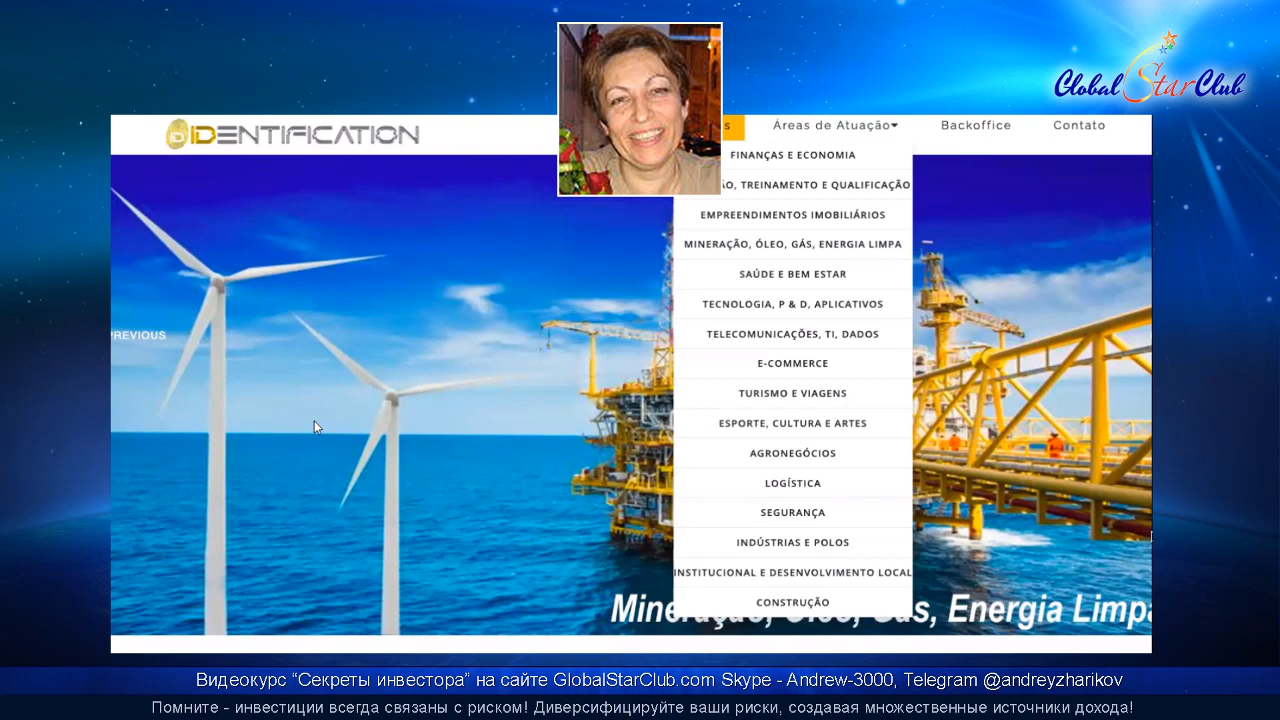 Global Star Club
IDENTIFICATION
Áreas de Atuação
Backoffice
Contato
FINANÇAS E ECONOMIA
TREINAMENTO E QUALIFICAÇÃO
EMPREENDIMENTOS IMOBILIÁRIOS
MINERAÇÃO, ÓLEO, GÁS, ENERGIA LIMPA
SAÚDE E BEM ESTAR
TECNOLOGIA, P & D, APLICATIVOS
TELECOMUNICAÇÕES, TI, DADOS
E-COMMERCE
TURISMO E VIAGENS
ESPORTE, CULTURA E ARTES
AGRONEGÓCIOS
LOGÍSTICA
SEGURANÇA
INDÚSTRIAS E POLOS
INSTITUCIONAL E DESENVOLVIMENTO LOCAL
CONSTRUÇÃO
PREVIOUS
Mineração, Óleo, Gás, Energia Limpa
Видеокурс “Секреты инвестора” на сайте GlobalStarClub.com Skype - Andrew-3000, Telegram @andreyzharikov
Помните - инвестиции всегда связаны с риском! Диверсифицируйте ваши риски, создавая множественные источники дохода!